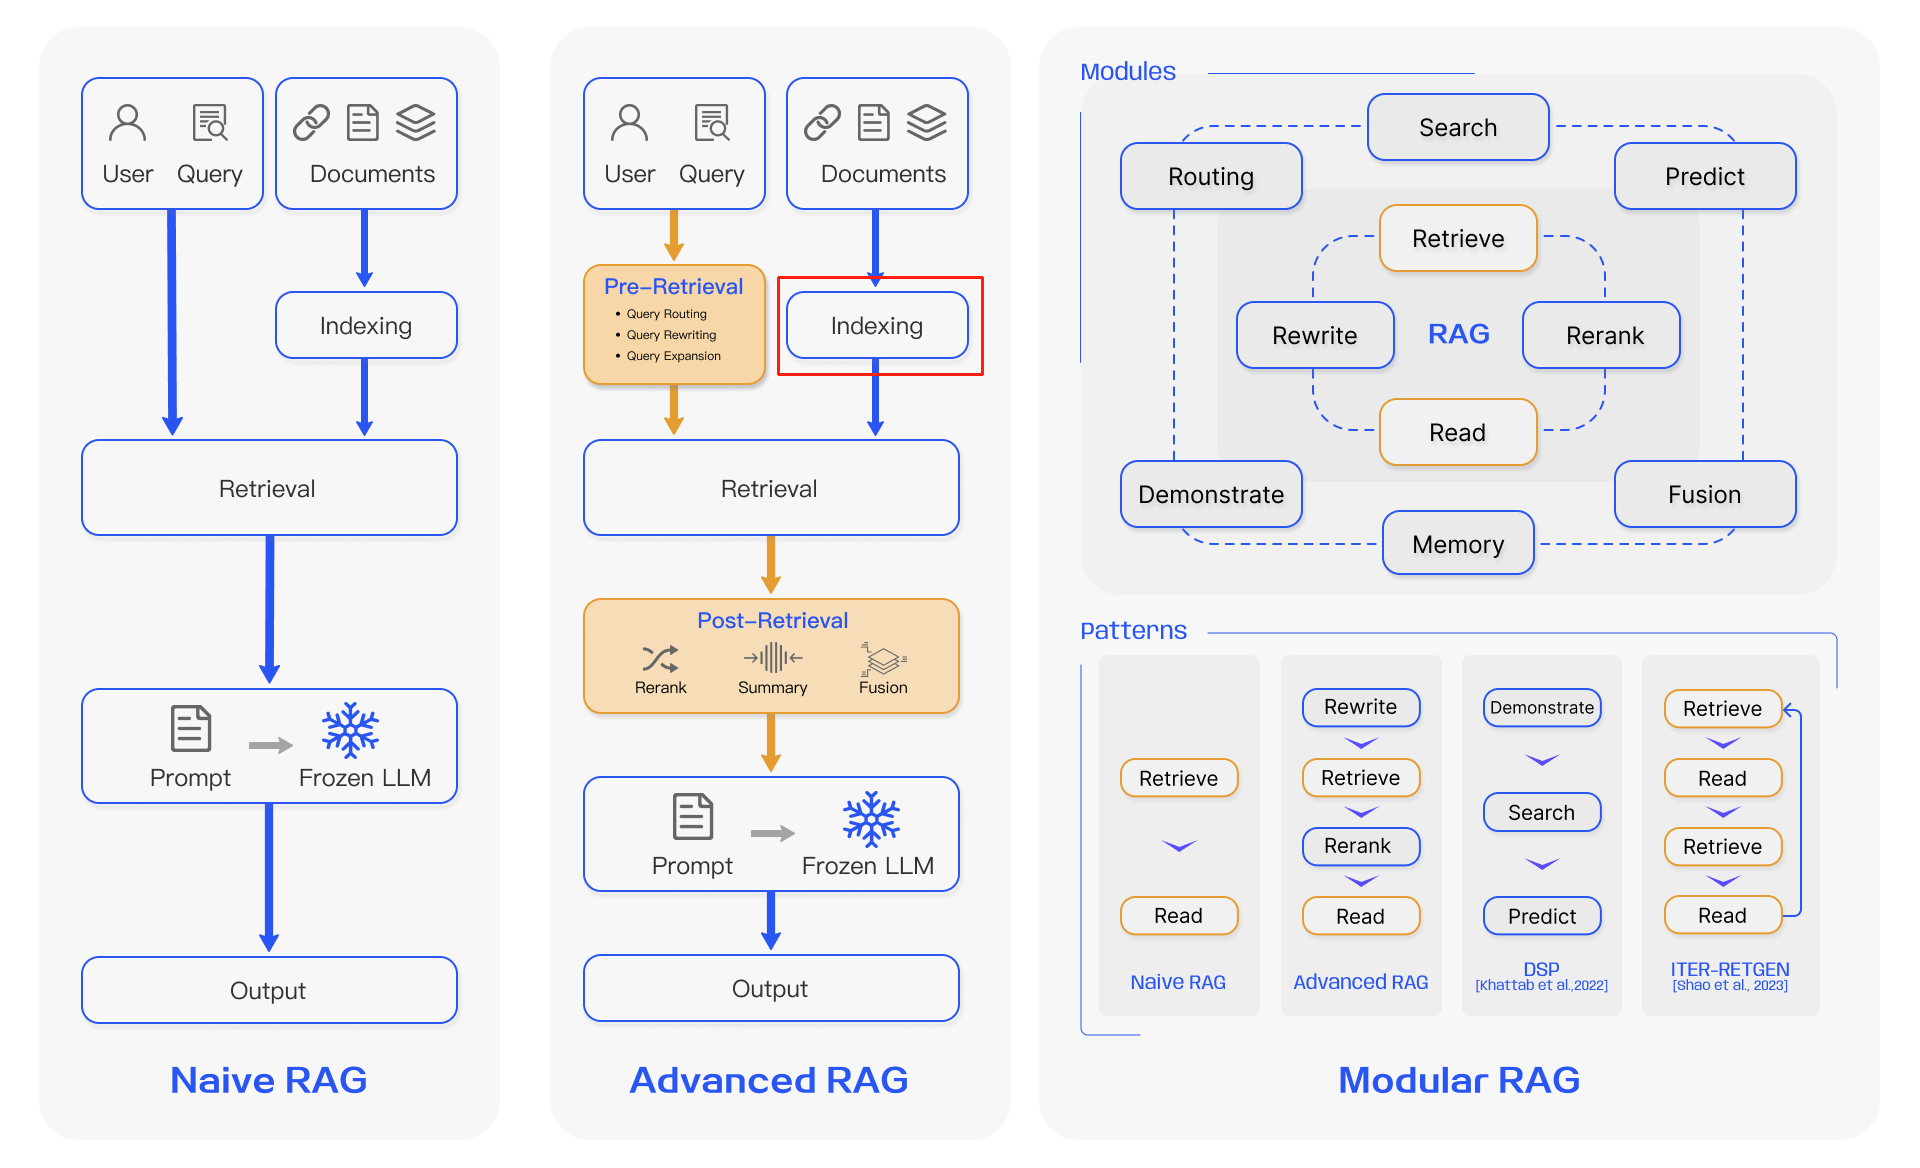 User
Query
Documents
Indexing
Retrieval
Prompt
Frozen LLM
Output
Naive RAG
User
Query
Documents
Pre-Retrieval
• Query Routing
• Query Rewriting
• Query Expansion
Indexing
Retrieval
Post-Retrieval
Rerank
Summary
Fusion
Prompt
Frozen LLM
Output
Advanced RAG
Modules
Search
Routing
Predict
Retrieve
Rewrite
RAG
Rerank
Read
Demonstrate
Fusion
Memory
Patterns
Retrieve
Read
Naive RAG
Rewrite
Retrieve
Rerank
Read
Advanced RAG
Demonstrate
Search
Predict
DSP
[Khattab et al.,2022]
Retrieve
Read
Retrieve
Read
ITER-RETGEN
[Shao et al., 2023]
Modular RAG